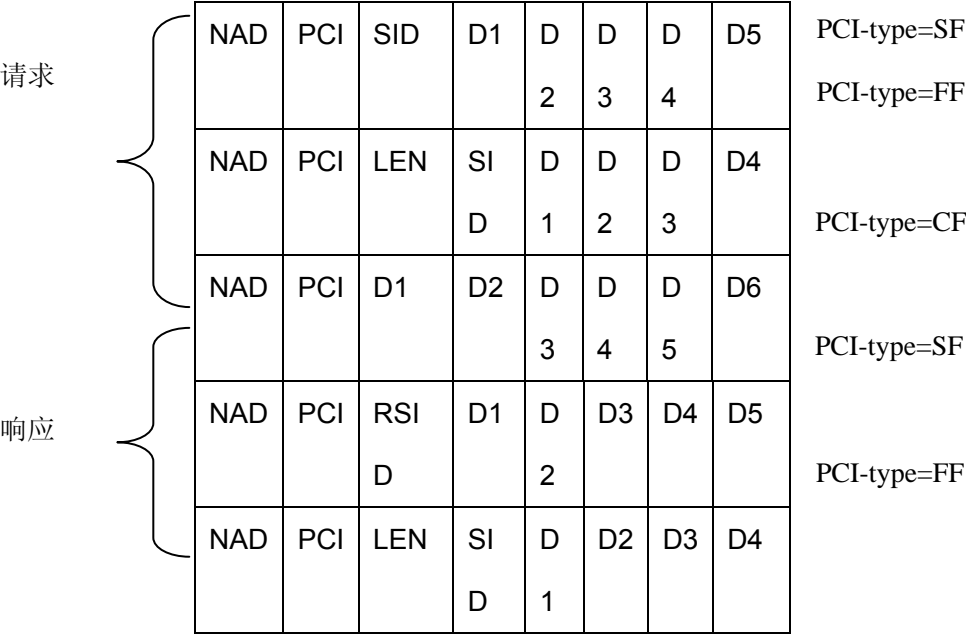 请求
NAD PCI SID D1 D2 D3 D4 D5 PCI-type=SF
PCI-type=FF
NAD PCI LEN SID D1 D2 D3 D4
PCI-type=CF
NAD PCI D1 D2 D3 D4 D5 D6
PCI-type=SF
响应
NAD PCI RSID D1 D2 D3 D4 D5
PCI-type=FF
NAD PCI LEN SID D1 D2 D3 D4